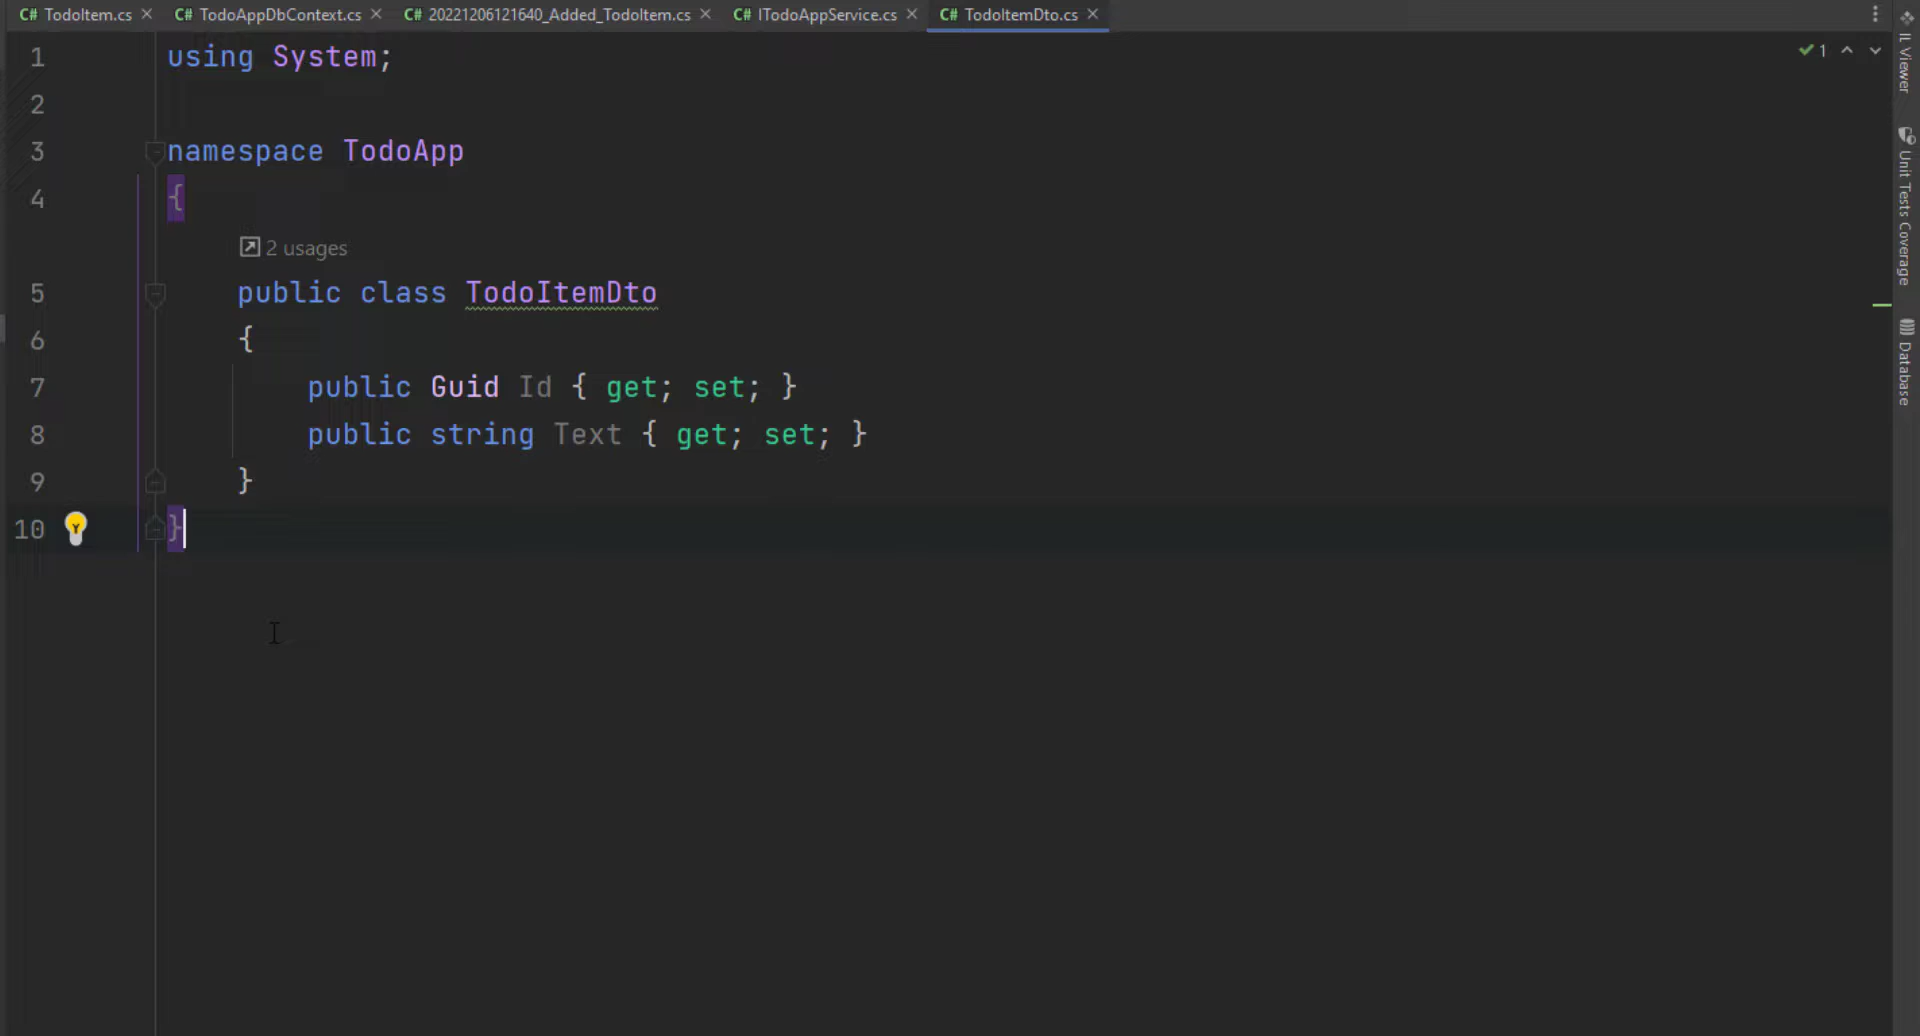 C# TodoItem.cs C# TodoAppDbContext.cs C# 20221206121640_Added_TodoItem.cs C# ITodoAppService.cs C# TodoItemDto.cs
1 using System;
2
3 namespace TodoApp
4 {
2 usages
5 public class TodoItemDto
6 {
7 public Guid Id { get; set; }
8 public string Text { get; set; }
9 }
10 }
1
IL Viewer
Unit Tests Coverage
Database